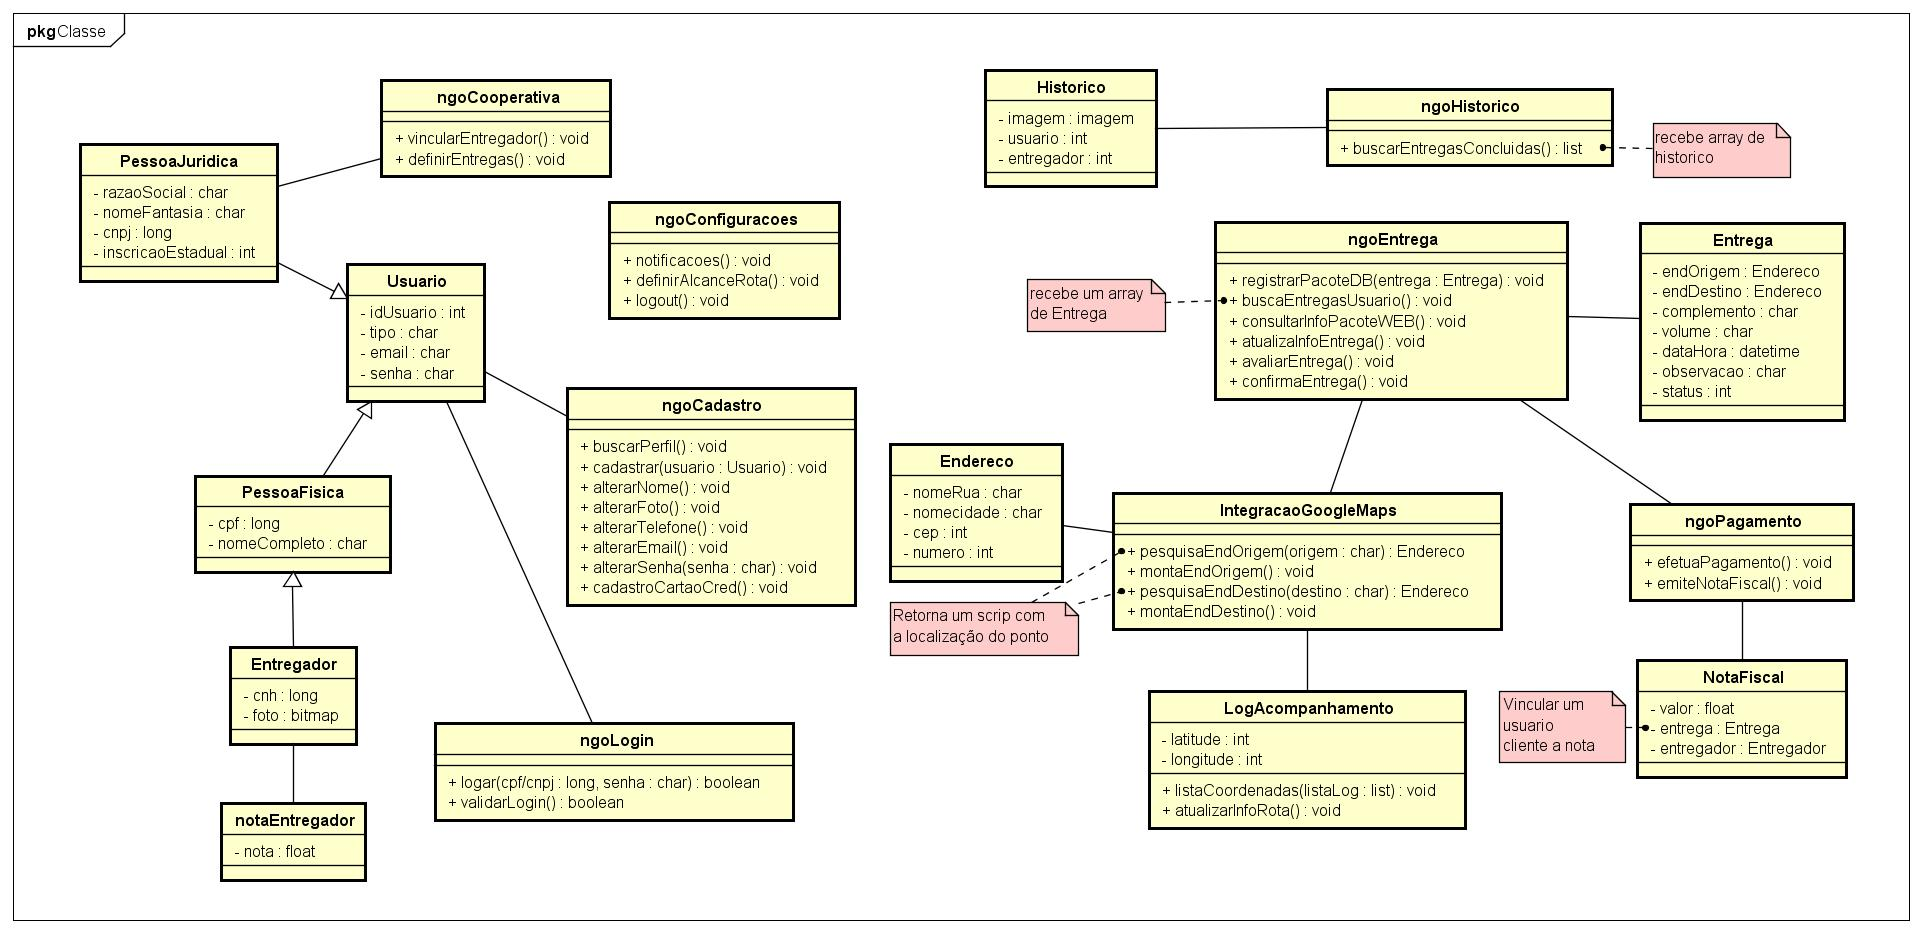 pkg Classe
ngoCooperativa
+ vincularEntregador() : void
+ definirEntregas() : void
PessoaJuridica
- razaoSocial : char
- nomeFantasia : char
- cnpj : long
- inscricaoEstadual : int
ngoConfiguracoes
+ notificacoes() : void
+ definirAlcanceRota() : void
+ logout() : void
Usuario
- idUsuario : int
- tipo : char
- email : char
- senha : char
ngoCadastro
+ buscarPerfil() : void
+ cadastrar(usuario : Usuario) : void
+ alterarNome() : void
+ alterarFoto() : void
+ alterarTelefone() : void
+ alterarEmail() : void
+ alterarSenha(senha : char) : void
+ cadastroCartaoCred() : void
PessoaFisica
- cpf : long
- nomeCompleto : char
Entregador
- cnh : long
- foto : bitmap
ngoLogin
+ logar(cpf/cnpj : long, senha : char) : boolean
+ validarLogin() : boolean
notaEntregador
- nota : float
Historico
- imagem : imagem
- usuario : int
- entregador : int
ngoHistorico
+ buscarEntregasConcluidas() : list
recebe array de
historico
ngoEntrega
+ registrarPacoteDB(entrega : Entrega) : void
+ buscaEntregasUsuario() : void
+ consultarInfoPacoteWEB() : void
+ atualizaInfoEntrega() : void
+ avaliarEntrega() : void
+ confirmaEntrega() : void
recebe um array
de Entrega
Entrega
- endOrigem : Endereco
- endDestino : Endereco
- complemento : char
- volume : char
- dataHora : datetime
- observacao : char
- status : int
Endereco
- nomeRua : char
- nomecidade : char
- cep : int
- numero : int
IntegracaoGoogleMaps
+ pesquisaEndOrigem(origem : char) : Endereco
+ montaEndOrigem() : void
+ pesquisaEndDestino(destino : char) : Endereco
+ montaEndDestino() : void
Retorna um scrip com
a localização do ponto
ngoPagamento
+ efetuaPagamento() : void
+ emiteNotaFiscal() : void
LogAcompanhamento
- latitude : int
- longitude : int
+ listaCoordenadas(listaLog : list) : void
+ atualizarInfoRota() : void
NotaFiscal
- valor : float
- entrega : Entrega
- entregador : Entregador
Vincular um
usuario
cliente a nota